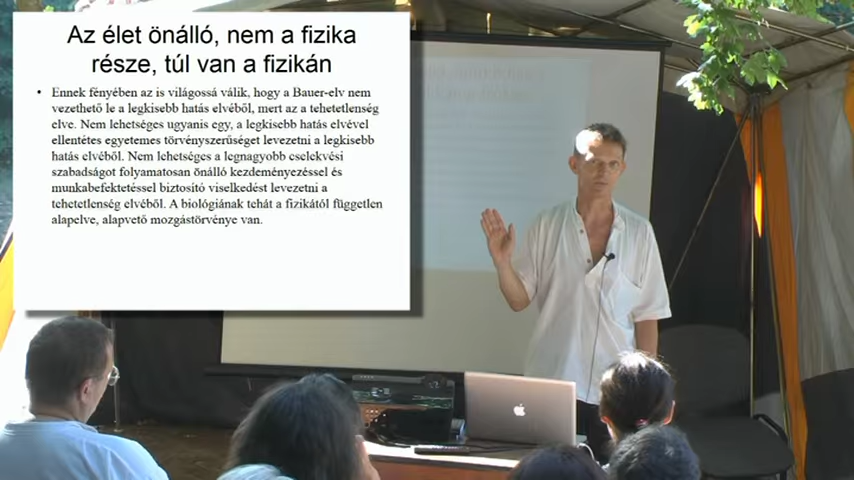 Az élet önálló, nem a fizika
része, túl van a fizikán
• Ennek fényében az is világossá válik, hogy a Bauer-elv nem
vezethető le a legkisebb hatás elvéből, mert az a tehetetlenség
elve. Nem lehetséges ugyanis egy, a legkisebb hatás elvével
ellentétes egyetemes törvényszerűséget levezetni a legkisebb
hatás elvéből. Nem lehetséges a legnagyobb cselekvési
szabadságot folyamatosan önálló kezdeményezéssel és
munkabefektetéssel biztosító viselkedést levezetni a
tehetetlenség elvéből. A biológiának tehát a fizikától független
alapelve, alapvető mozgástörvénye van.